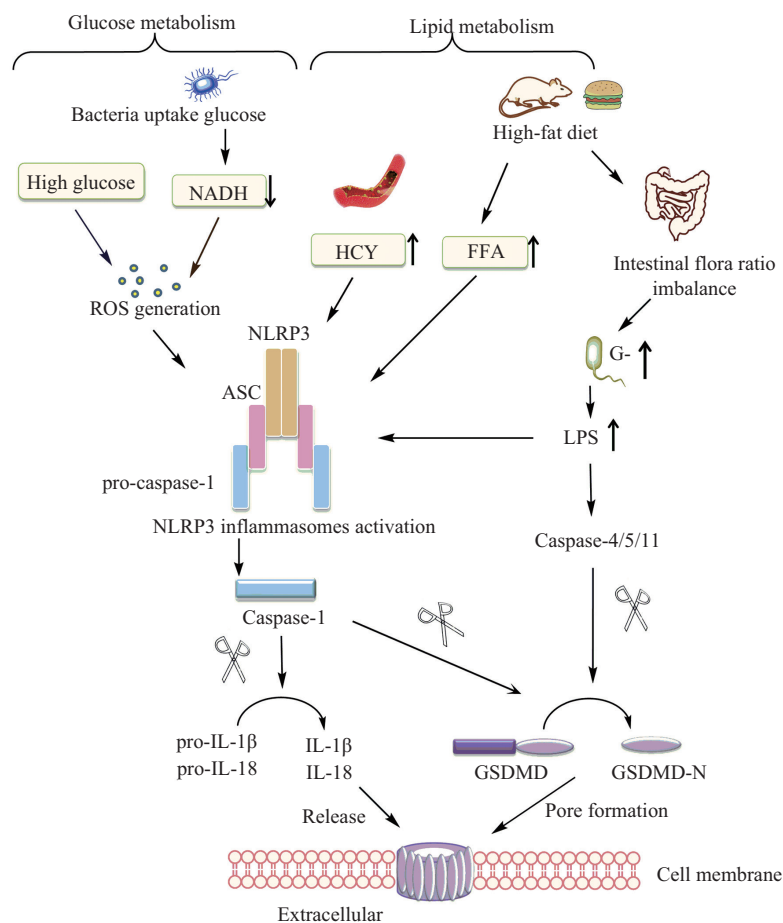 Glucose metabolism
Lipid metabolism
Bacteria uptake glucose
High-fat diet
High glucose
NADH
HCY
FFA
Intestinal flora ratio
imbalance
ROS generation
NLRP3
G-
ASC
LPS
pro-caspase-1
NLRP3 inflammasomes activation
Caspase-4/5/11
Caspase-1
pro-IL-1β
IL-1β
pro-IL-18
IL-18
GSDMD
GSDMD-N
Release
Pore formation
Cell membrane
Extracellular